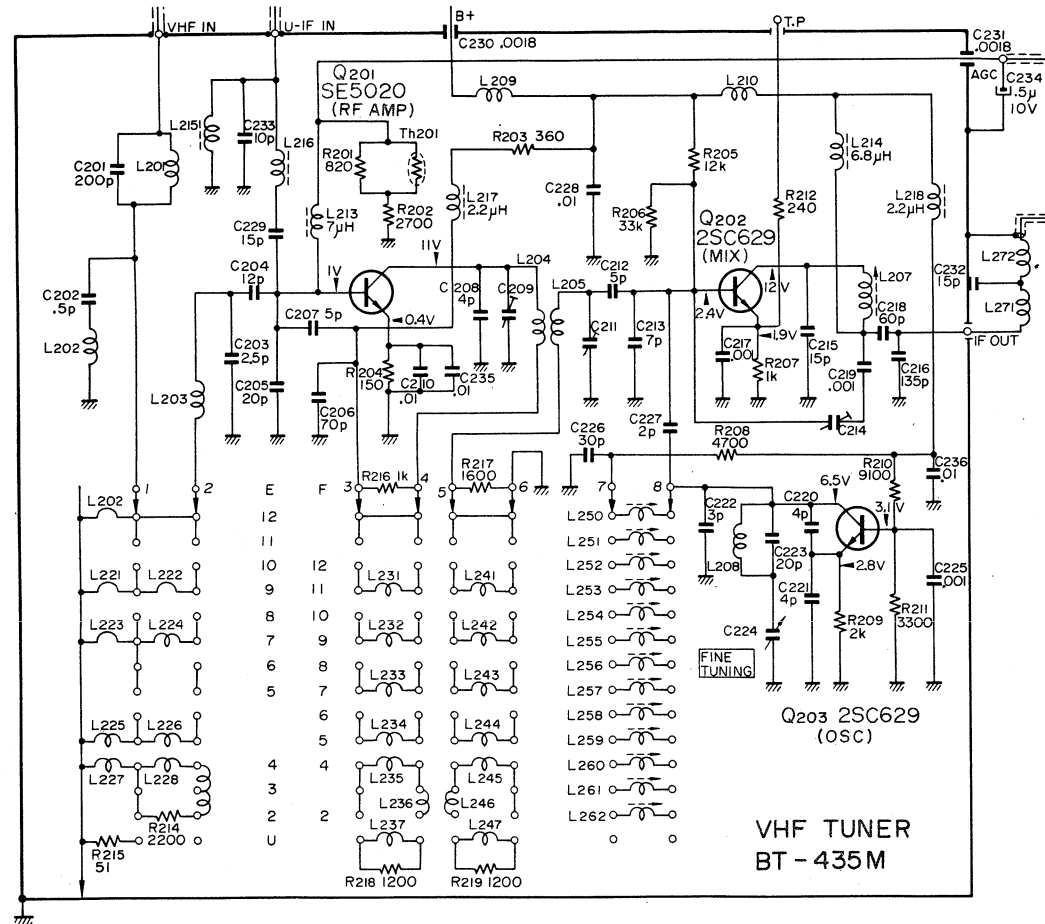 VHF IN
U-IF IN
B+
C230 .0018
T.P
C231
.0018
AGC
C234
.5μ
10V
Q201
SE5020
(RF AMP)
L209
L210
L215
C233
10p
L216
C201
200p
L201
Th201
R201
820
R203 360
R202
2700
L217
2.2μH
C228
.01
R205
12k
R206
33k
L214
6.8μH
R212
240
L218
2.2μH
Q202
2SC629
(MIX)
C229
15p
L213
7μH
C204
12p
1V
11V
L204
C212
5p
L205
12V
L207
C218
60p
C232
15p
L272
L271
IF OUT
C202
.5p
L202
C207 5p
0.4V
C208
4p
C209
C211
C213
7p
2.4V
1.9V
C217
.001
R207
1k
C215
15p
C219
.001
C216
135p
C203
2.5p
C205
20p
L203
C206
70p
R204
150
C210
.01
C235
.01
C214
C227
2p
C226
30p
R208
4700
R210
9100
C236
.01
R216 1k
R217
1600
1
2
E
F
3
4
5
6
7
8
L202
12
L250
11
L251
10
12
L252
L221
L222
9
11
L231
L241
L253
8
10
L254
L223
L224
7
9
L232
L242
L255
6
8
L256
5
7
L233
L243
L257
6
L258
L225
L226
5
L234
L244
L259
L227
L228
4
4
L235
L245
L260
3
L236
L246
L261
2
2
L262
R214
2200
U
L237
L247
R215
51
R218 1200
R219 1200
C222
3p
L208
C220
4p
C223
20p
6.5V
3.1V
2.8V
C221
4p
C224
FINE
TUNING
R209
2k
R211
3300
C225
.001
Q203 2SC629
(OSC)
VHF TUNER
BT-435M